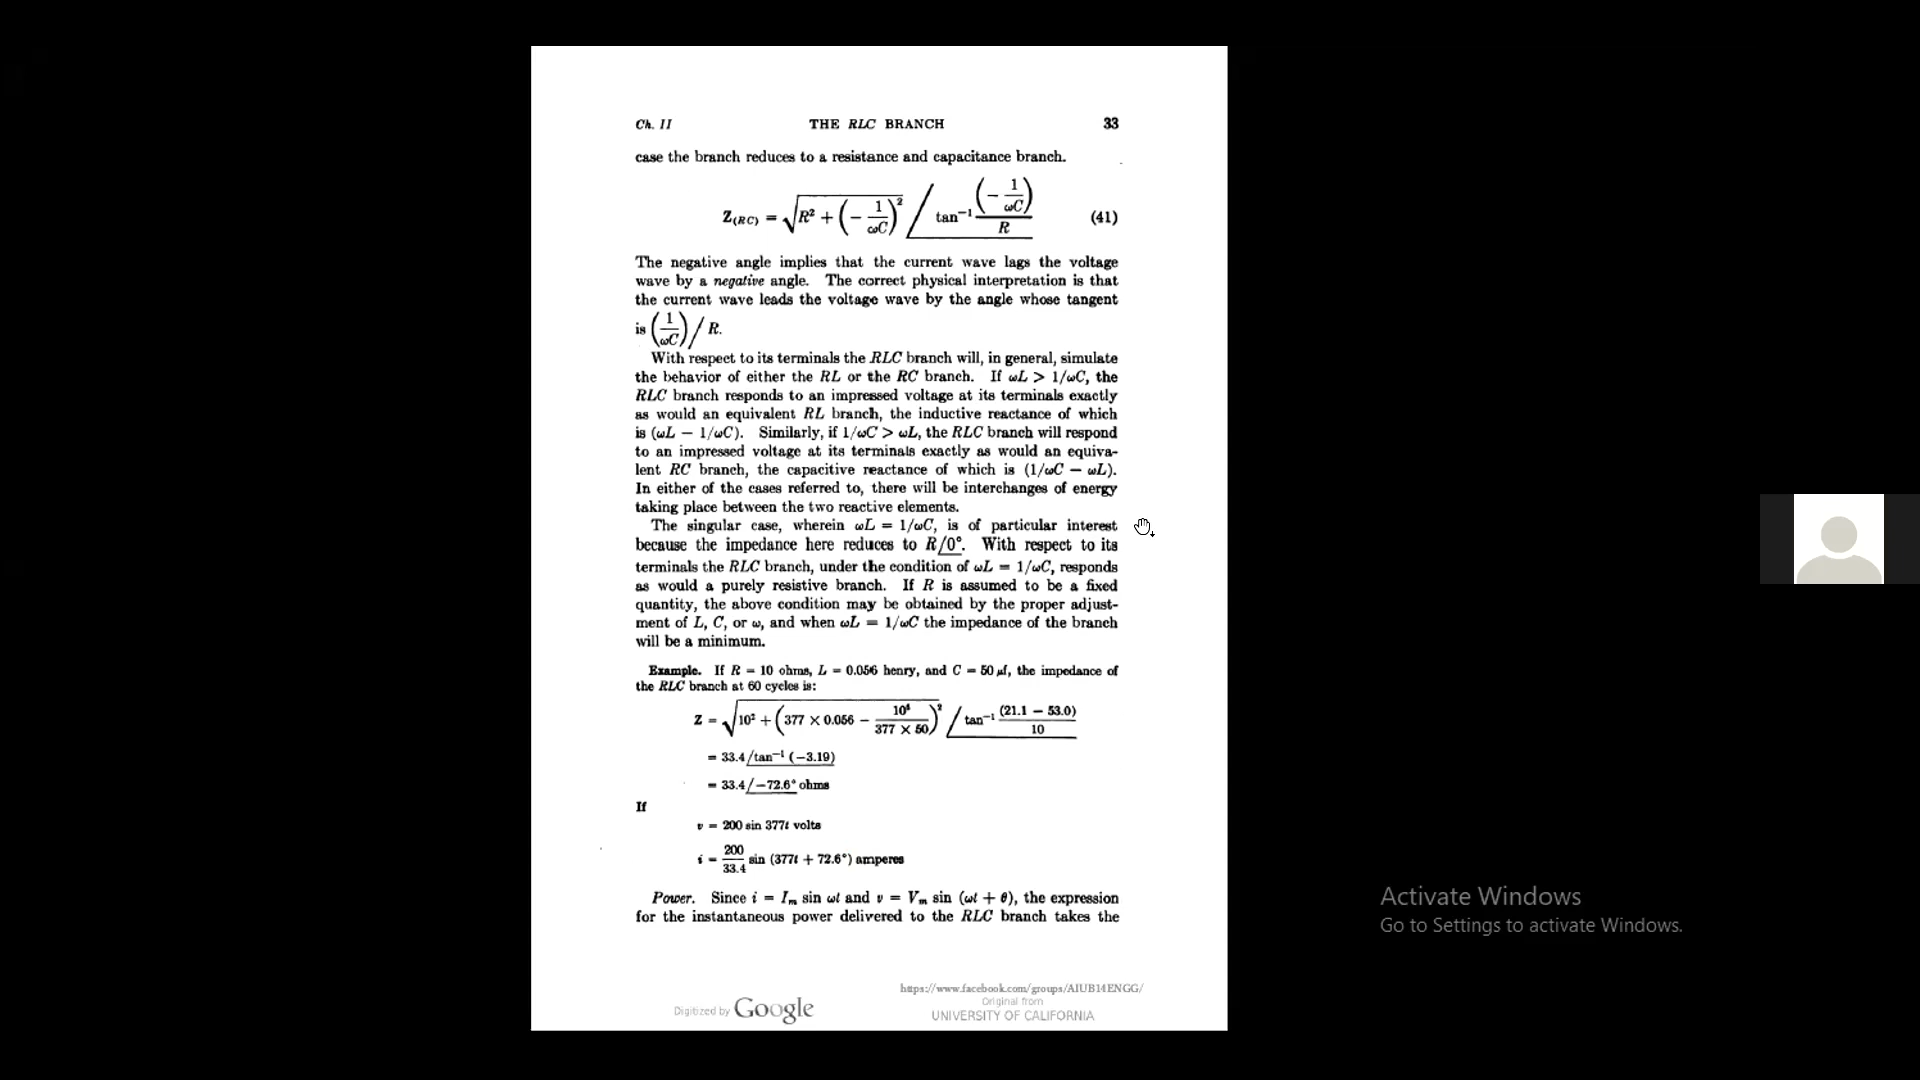 Ch. II THE RLC BRANCH 33
case the branch reduces to a resistance and capacitance branch.
Z(RC) = √(R² + (− 1/ωC)²) /tan⁻¹ (− 1/ωC)/R (41)
The negative angle implies that the current wave lags the voltage
wave by a negative angle. The correct physical interpretation is that
the current wave leads the voltage wave by the angle whose tangent
is (1/ωC)/R.
With respect to its terminals the RLC branch will, in general, simulate
the behavior of either the RL or the RC branch. If ωL > 1/ωC, the
RLC branch responds to an impressed voltage at its terminals exactly
as would an equivalent RL branch, the inductive reactance of which
is (ωL − 1/ωC). Similarly, if 1/ωC > ωL, the RLC branch will respond
to an impressed voltage at its terminals exactly as would an equiva-
lent RC branch, the capacitive reactance of which is (1/ωC − ωL).
In either of the cases referred to, there will be interchanges of energy
taking place between the two reactive elements.
The singular case, wherein ωL = 1/ωC, is of particular interest
because the impedance here reduces to R/0°. With respect to its
terminals the RLC branch, under the condition of ωL = 1/ωC, responds
as would a purely resistive branch. If R is assumed to be a fixed
quantity, the above condition may be obtained by the proper adjust-
ment of L, C, or ω, and when ωL = 1/ωC the impedance of the branch
will be a minimum.
Example. If R = 10 ohms, L = 0.056 henry, and C = 50 μf, the impedance of
the RLC branch at 60 cycles is:
Z = √(10² + (377 × 0.056 − 10⁶/(377 × 50))²) /tan⁻¹ (21.1 − 53.0)/10
= 33.4/tan⁻¹ (−3.19)
= 33.4/−72.6° ohms
If
v = 200 sin 377t volts
i = 200/33.4 sin (377t + 72.6°) amperes
Power. Since i = Iₘ sin ωt and v = Vₘ sin (ωt + θ), the expression
for the instantaneous power delivered to the RLC branch takes the
https://www.facebook.com/groups/AIUB14ENGG/
Digitized by Google
Original from
UNIVERSITY OF CALIFORNIA
Activate Windows
Go to Settings to activate Windows.